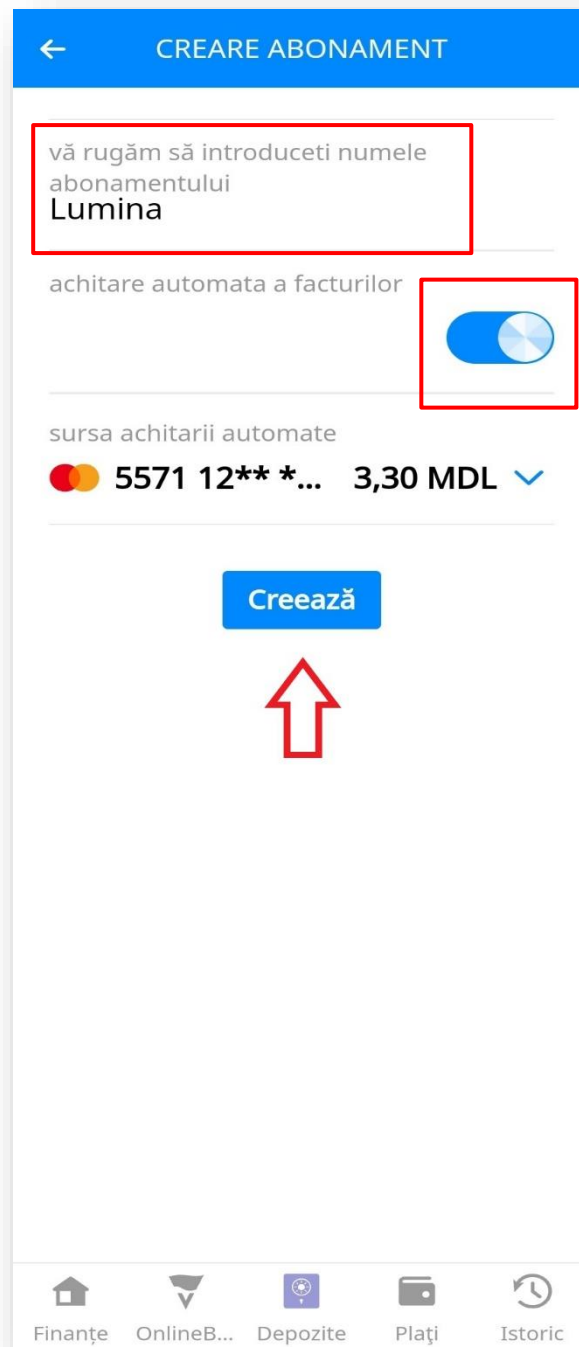 CREARE ABONAMENT
vă rugăm să introduceti numele
abonamentului
Lumina
achitare automata a facturilor
sursa achitarii automate
5571 12** *... 3,30 MDL
Creează
Finanțe OnlineB... Depozite Plaţi Istoric